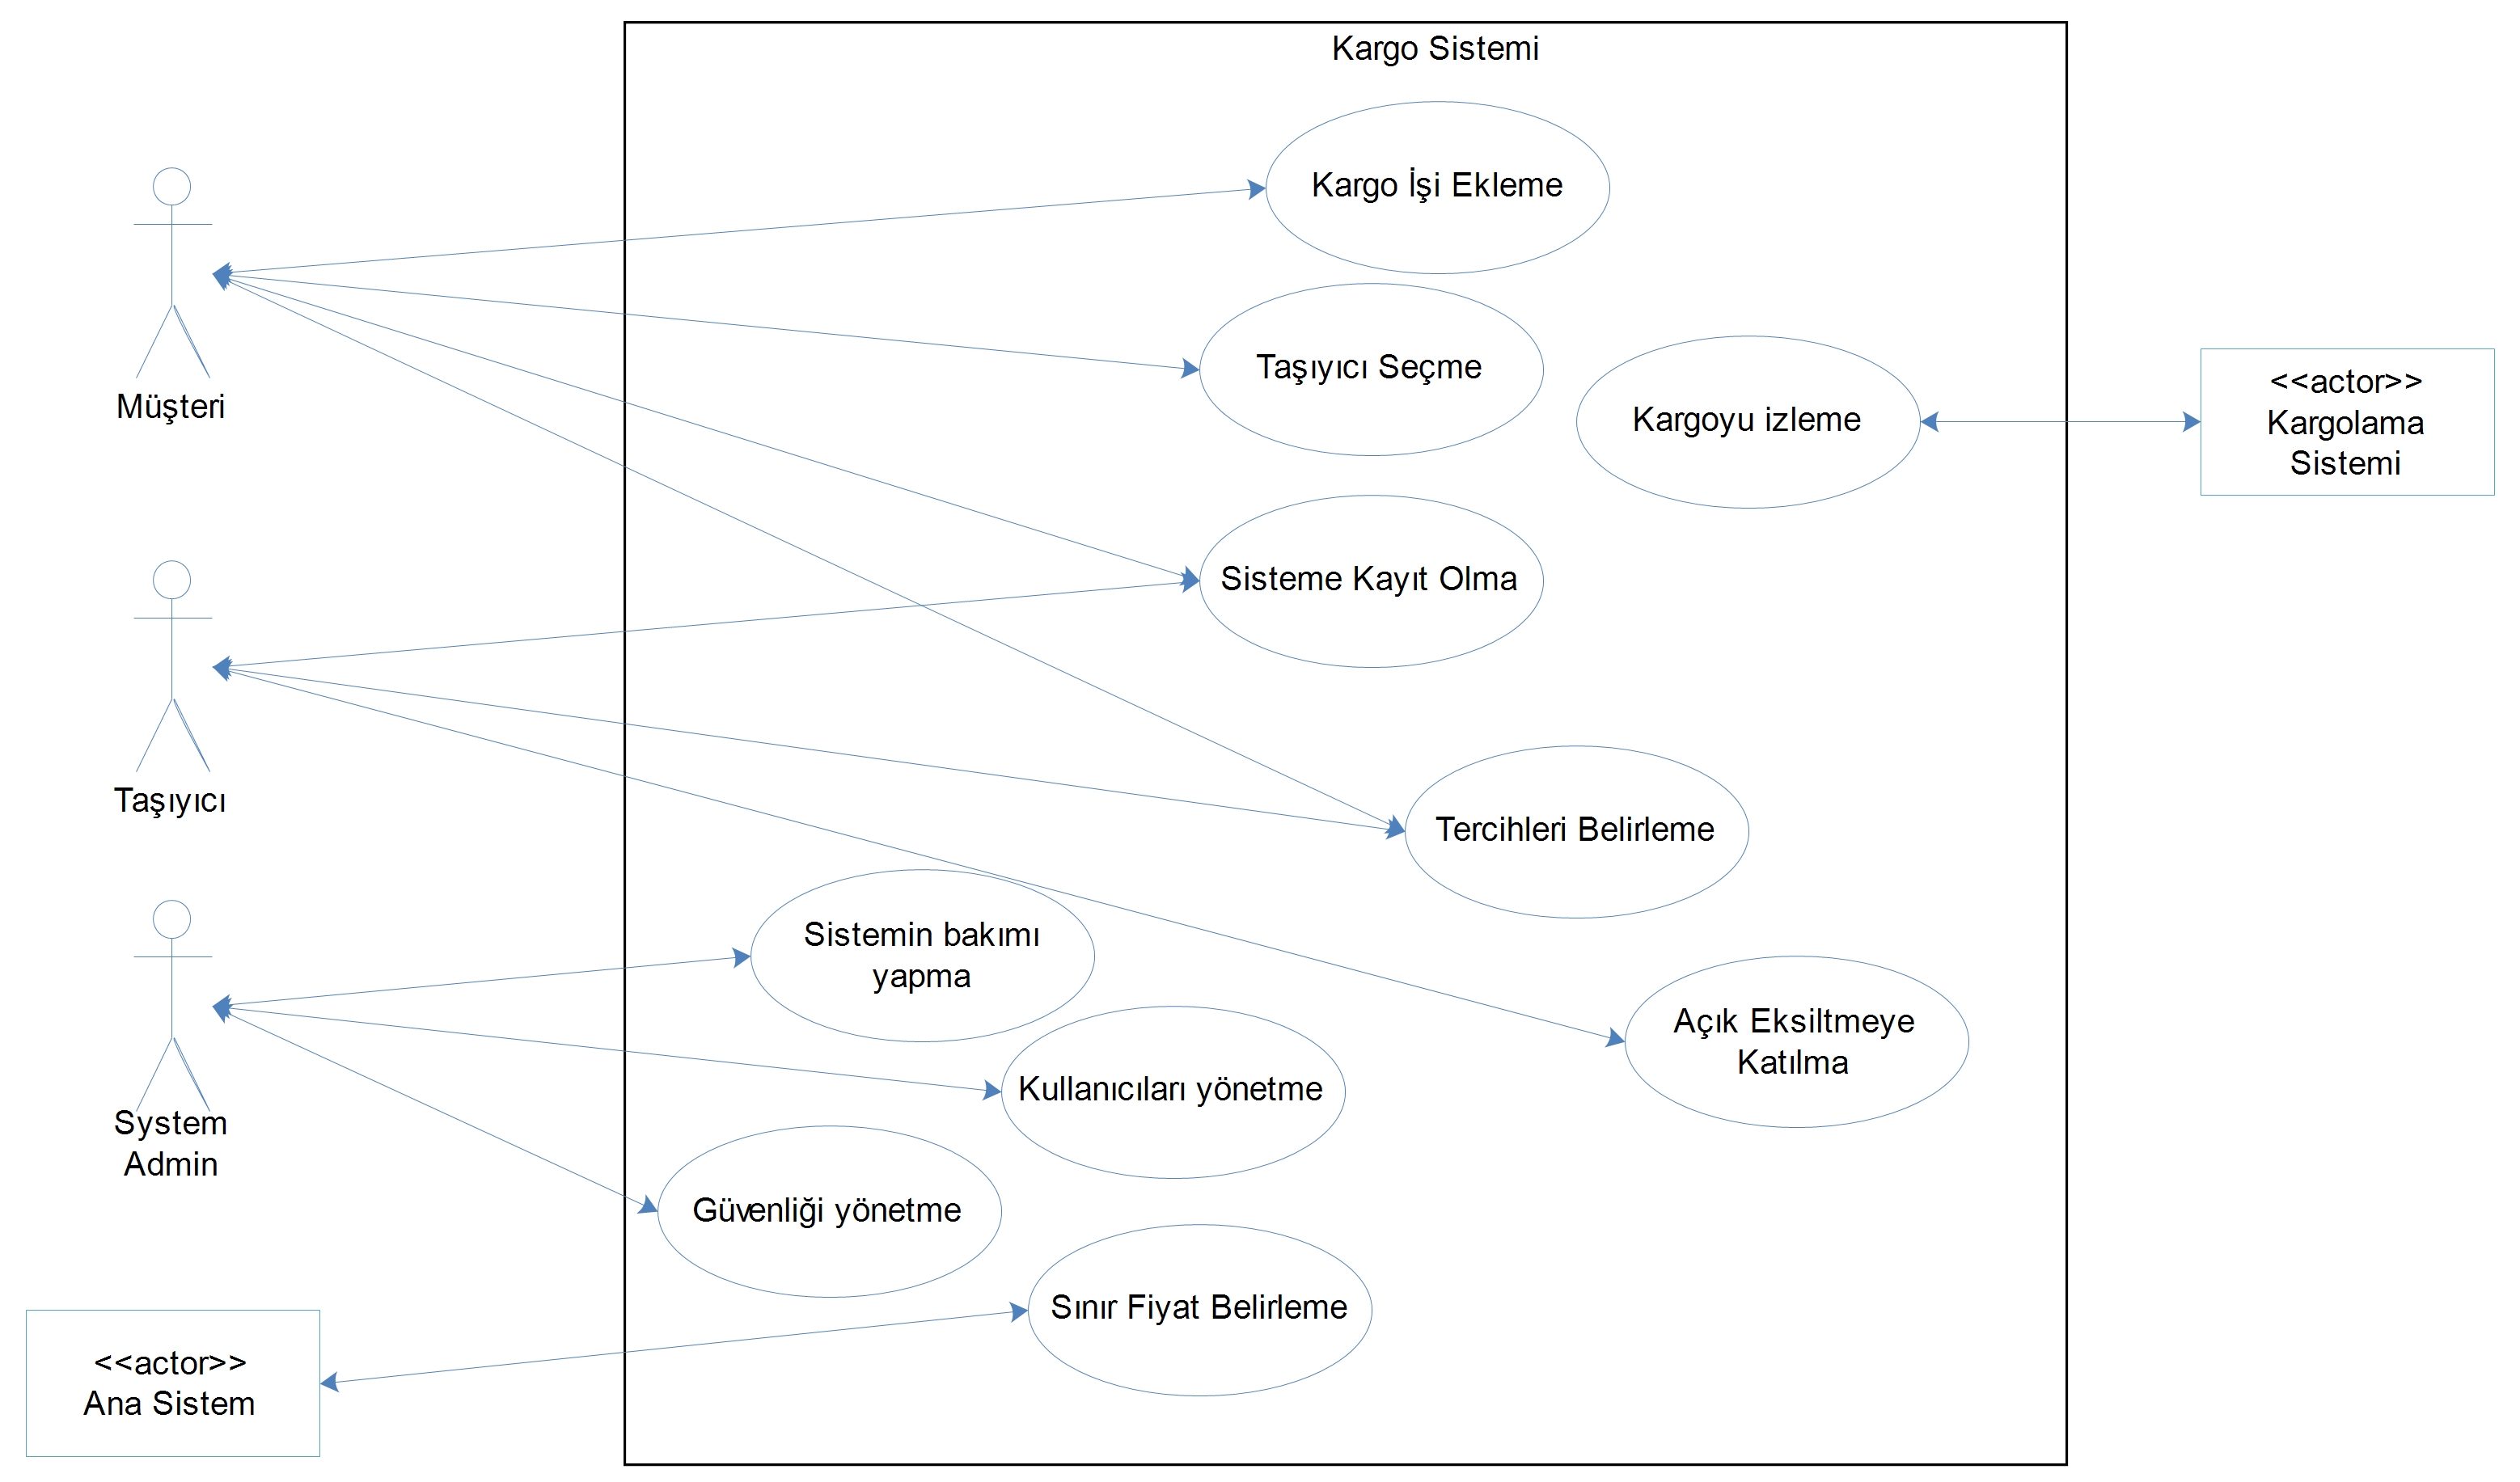 Kargo Sistemi
Kargo İşi Ekleme
Taşıyıcı Seçme
Kargoyu izleme
<<actor>>
Kargolama
Sistemi
Müşteri
Sisteme Kayıt Olma
Taşıyıcı
Tercihleri Belirleme
Sistemin bakımı
yapma
Açık Eksiltmeye
Katılma
Kullanıcıları yönetme
System
Admin
Güvenliği yönetme
Sınır Fiyat Belirleme
<<actor>>
Ana Sistem